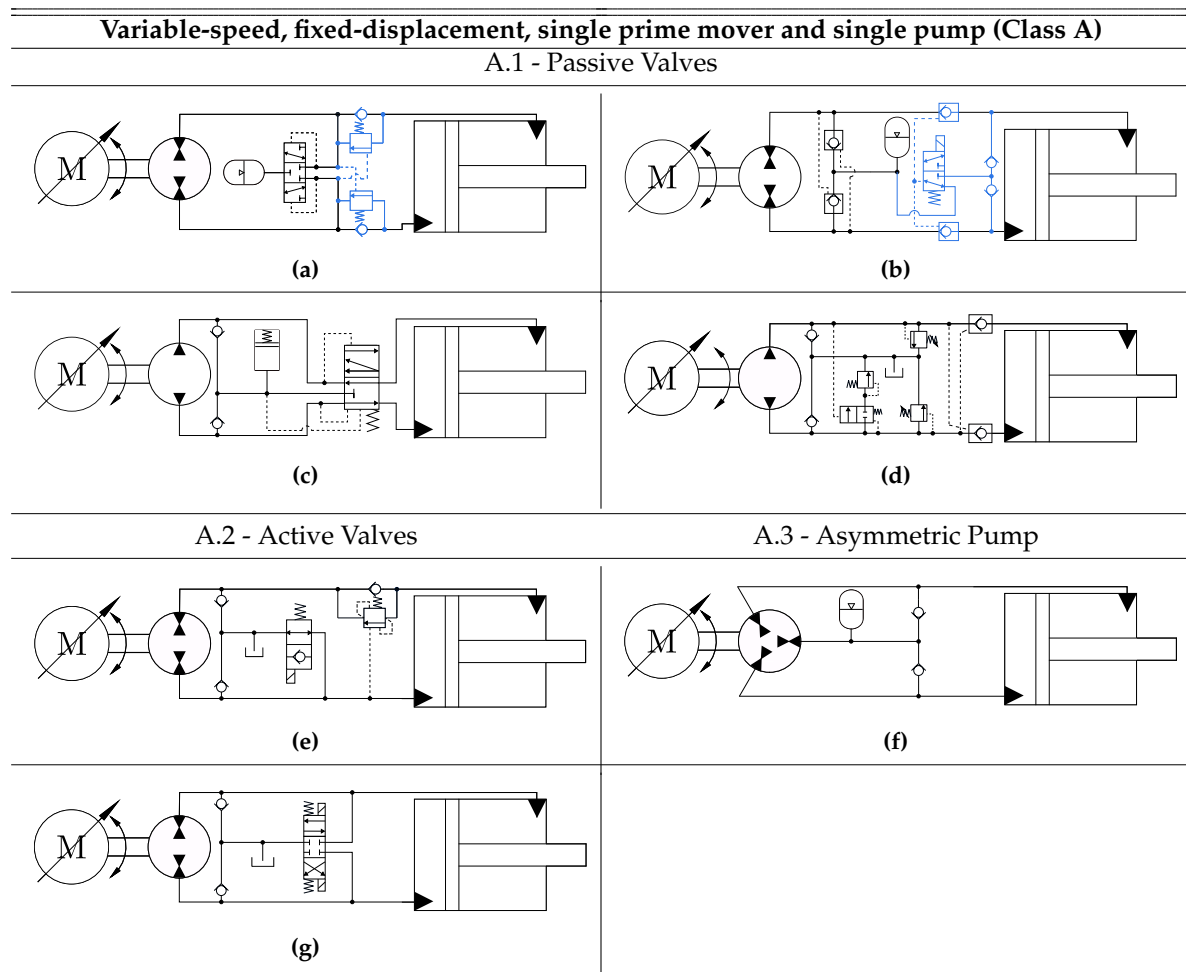 Variable-speed, fixed-displacement, single prime mover and single pump (Class A)
A.1 - Passive Valves
M
M
(a)
(b)
M
M
(c)
(d)
A.2 - Active Valves
A.3 - Asymmetric Pump
M
M
(e)
(f)
M
(g)